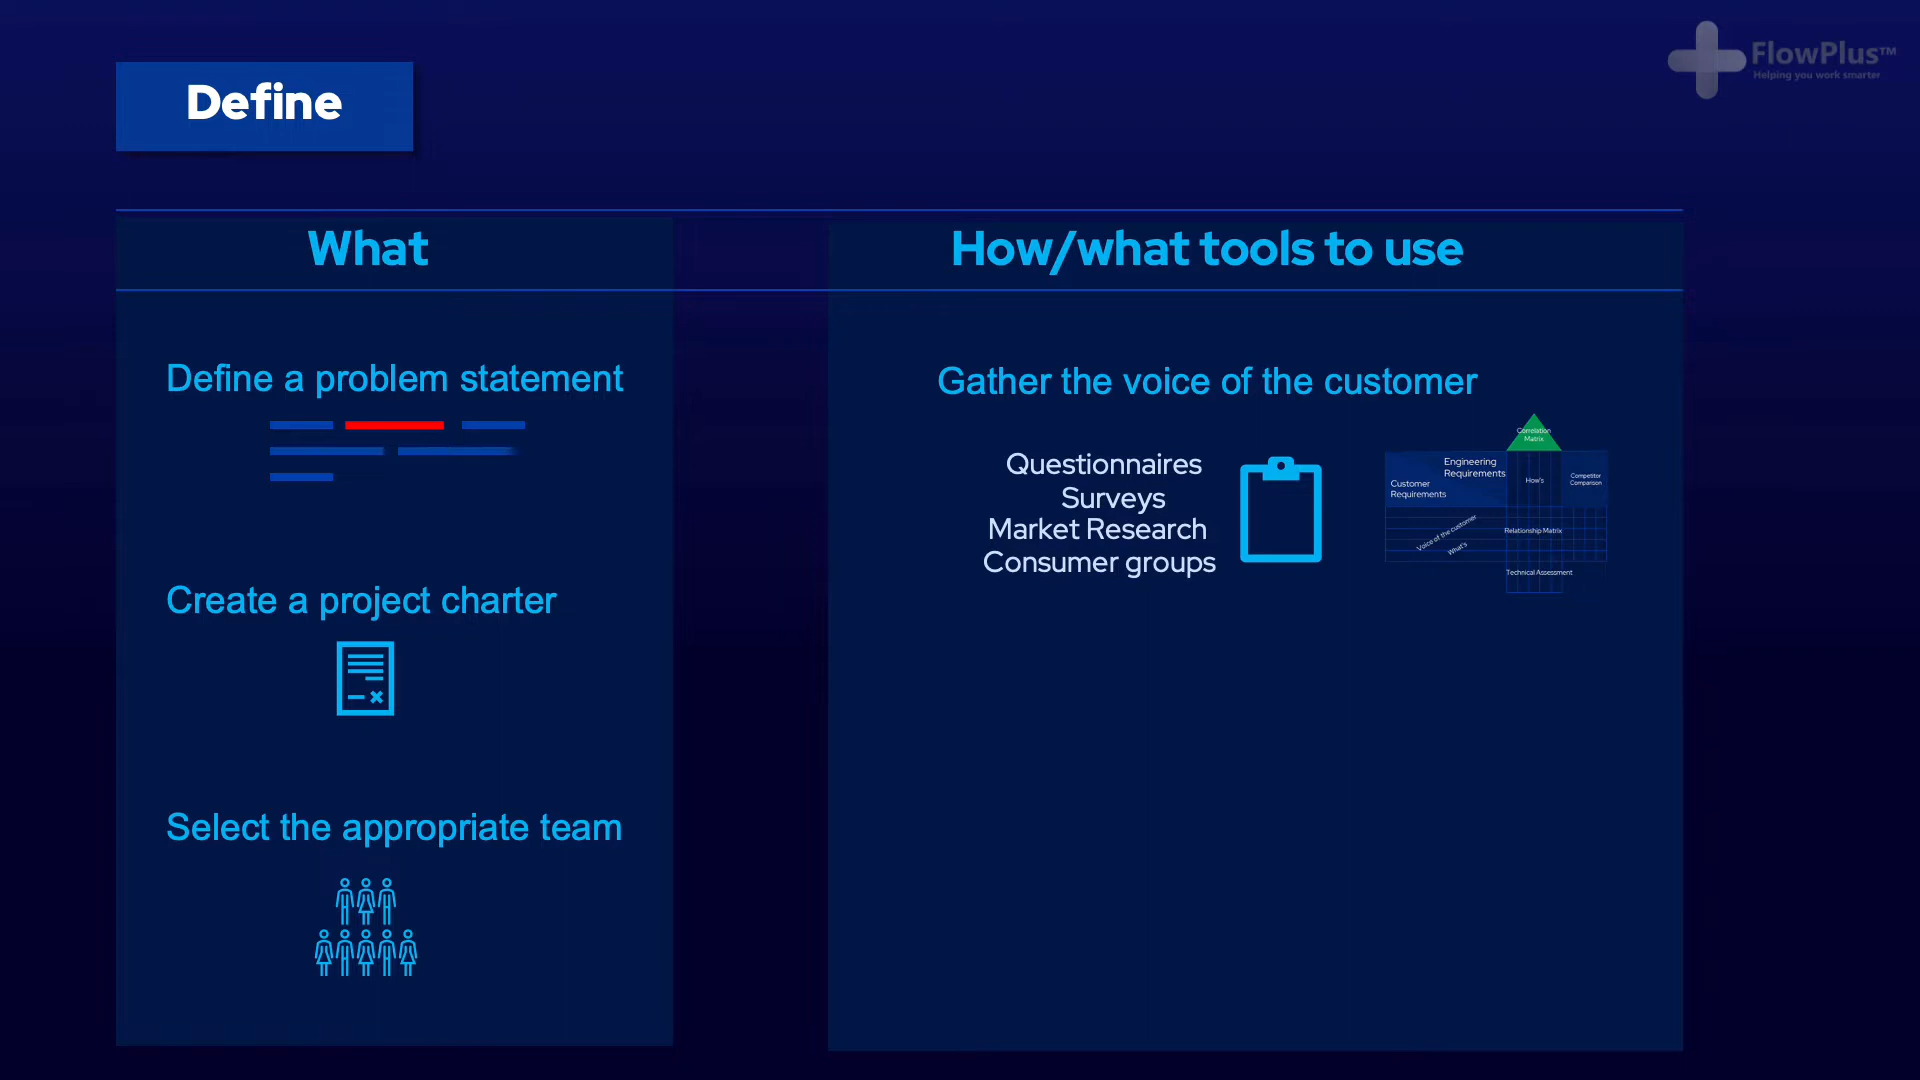 FlowPlus™
Helping you work smarter
Define
What
How/what tools to use
Define a problem statement
Create a project charter
Select the appropriate team
Gather the voice of the customer
Questionnaires
Surveys
Market Research
Consumer groups
Correlation
Matrix
Engineering
Requirements
Customer
Requirements
How's
Competitor
Comparison
Voice of the customer
What's
Relationship Matrix
Technical Assessment